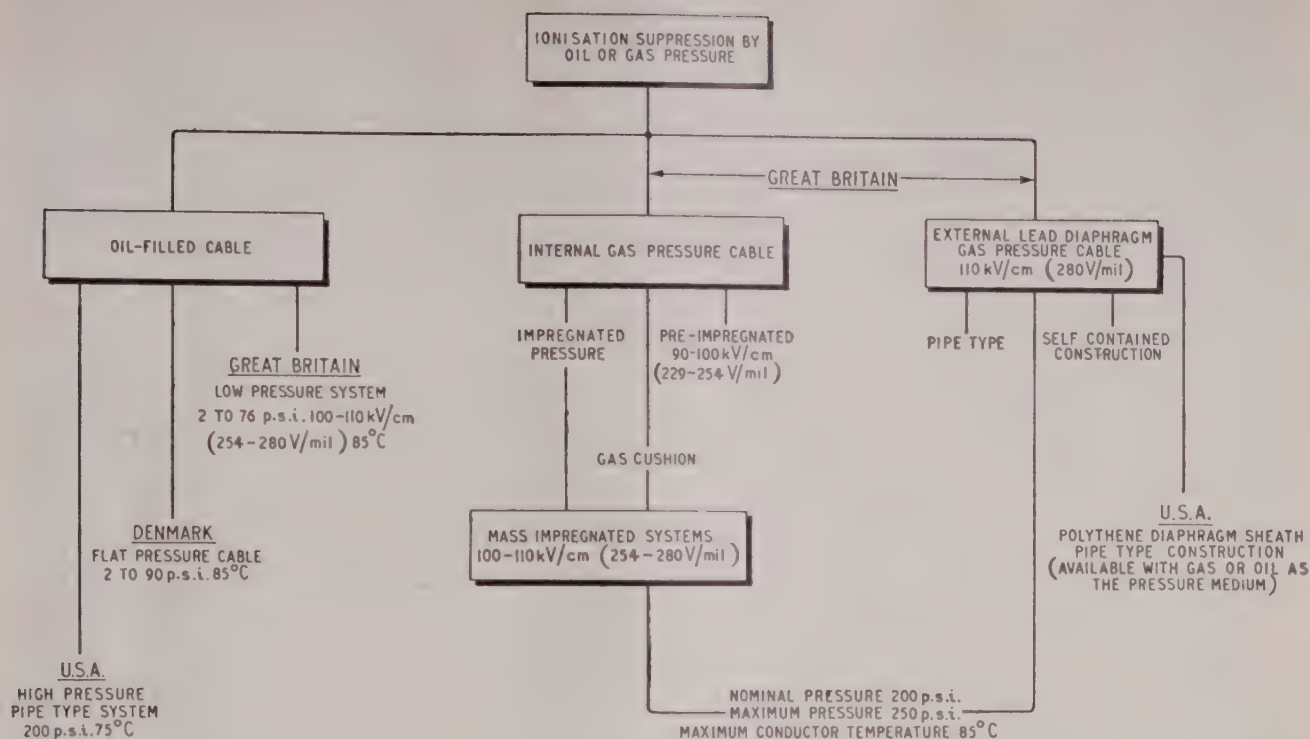 IONISATION SUPPRESSION BY
OIL OR GAS PRESSURE
GREAT BRITAIN
OIL-FILLED CABLE
INTERNAL GAS PRESSURE CABLE
EXTERNAL LEAD DIAPHRAGM
GAS PRESSURE CABLE
110 kV/cm (280 V/mil)
IMPREGNATED
PRESSURE
PRE-IMPREGNATED
90-100 kV/cm
(229-254 V/mil)
PIPE TYPE
SELF CONTAINED
CONSTRUCTION
GREAT BRITAIN
LOW PRESSURE SYSTEM
2 TO 76 p.s.i. 100-110 kV/cm
(254-280 V/mil) 85°C
GAS CUSHION
DENMARK
FLAT PRESSURE CABLE
2 TO 90 p.s.i. 85°C
MASS IMPREGNATED SYSTEMS
100-110 kV/cm (254-280 V/mil)
U.S.A.
POLYTHENE DIAPHRAGM SHEATH
PIPE TYPE CONSTRUCTION
(AVAILABLE WITH GAS OR OIL AS
THE PRESSURE MEDIUM)
U.S.A.
HIGH PRESSURE
PIPE TYPE SYSTEM
200 p.s.i. 75°C
NOMINAL PRESSURE 200 p.s.i.
MAXIMUM PRESSURE 250 p.s.i.
MAXIMUM CONDUCTOR TEMPERATURE 85°C